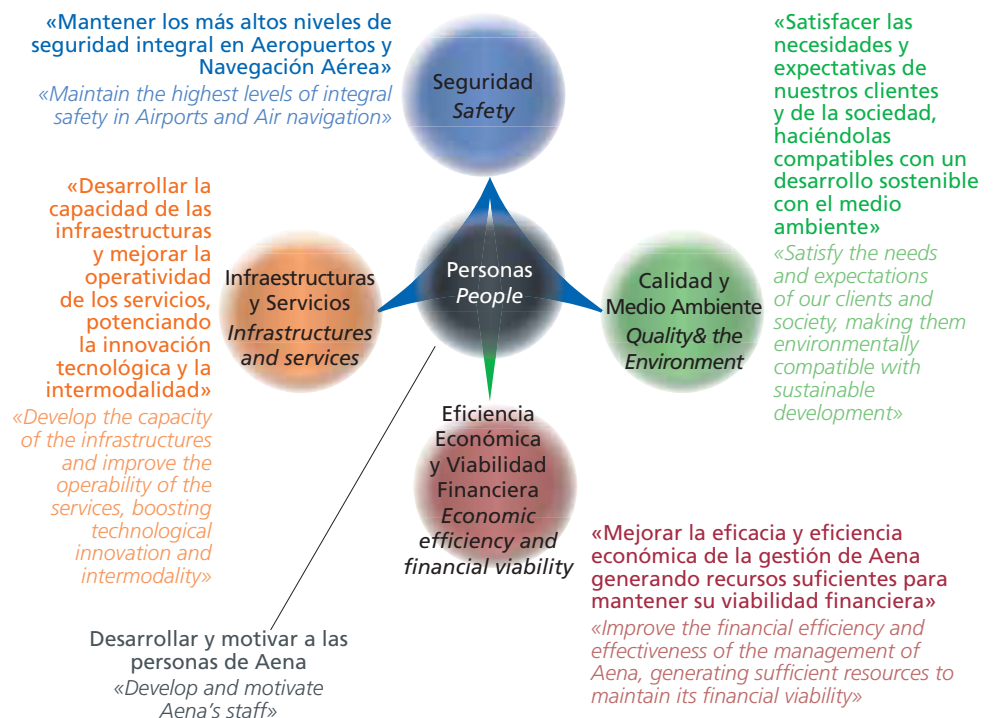 «Mantener los más altos niveles de
seguridad integral en Aeropuertos y
Navegación Aérea»
«Maintain the highest levels of integral
safety in Airports and Air navigation»
Seguridad
Safety
«Satisfacer las
necesidades y
expectativas de
nuestros clientes
y de la sociedad,
haciéndolas
compatibles con un
desarrollo sostenible
con el medio
ambiente»
«Satisfy the needs
and expectations
of our clients and
society, making them
environmentally
compatible with
sustainable
development»
«Desarrollar la
capacidad de las
infraestructuras
y mejorar la
operatividad
de los servicios,
potenciando
la innovación
tecnológica y la
intermodalidad»
«Develop the capacity
of the infrastructures
and improve the
operability of the
services, boosting
technological
innovation and
intermodality»
Infraestructuras
y Servicios
Infrastructures
and services
Personas
People
Calidad y
Medio Ambiente
Quality& the
Environment
Eficiencia
Económica
y Viabilidad
Financiera
Economic
efficiency and
financial viability
«Mejorar la eficacia y eficiencia
económica de la gestión de Aena
generando recursos suficientes para
mantener su viabilidad financiera»
«Improve the financial efficiency and
effectiveness of the management of
Aena, generating sufficient resources to
maintain its financial viability»
Desarrollar y motivar a las
personas de Aena
«Develop and motivate
Aena's staff»